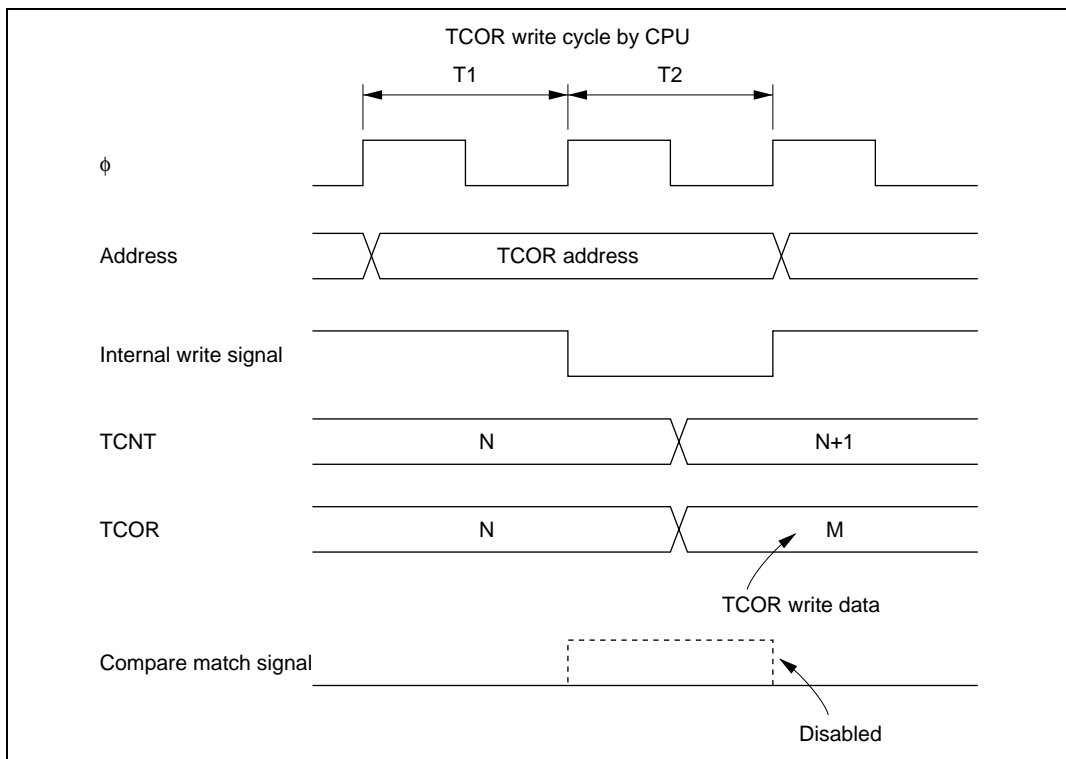 TCOR write cycle by CPU
T1 T2
φ
Address TCOR address
Internal write signal
TCNT N N+1
TCOR N M
TCOR write data
Compare match signal
Disabled